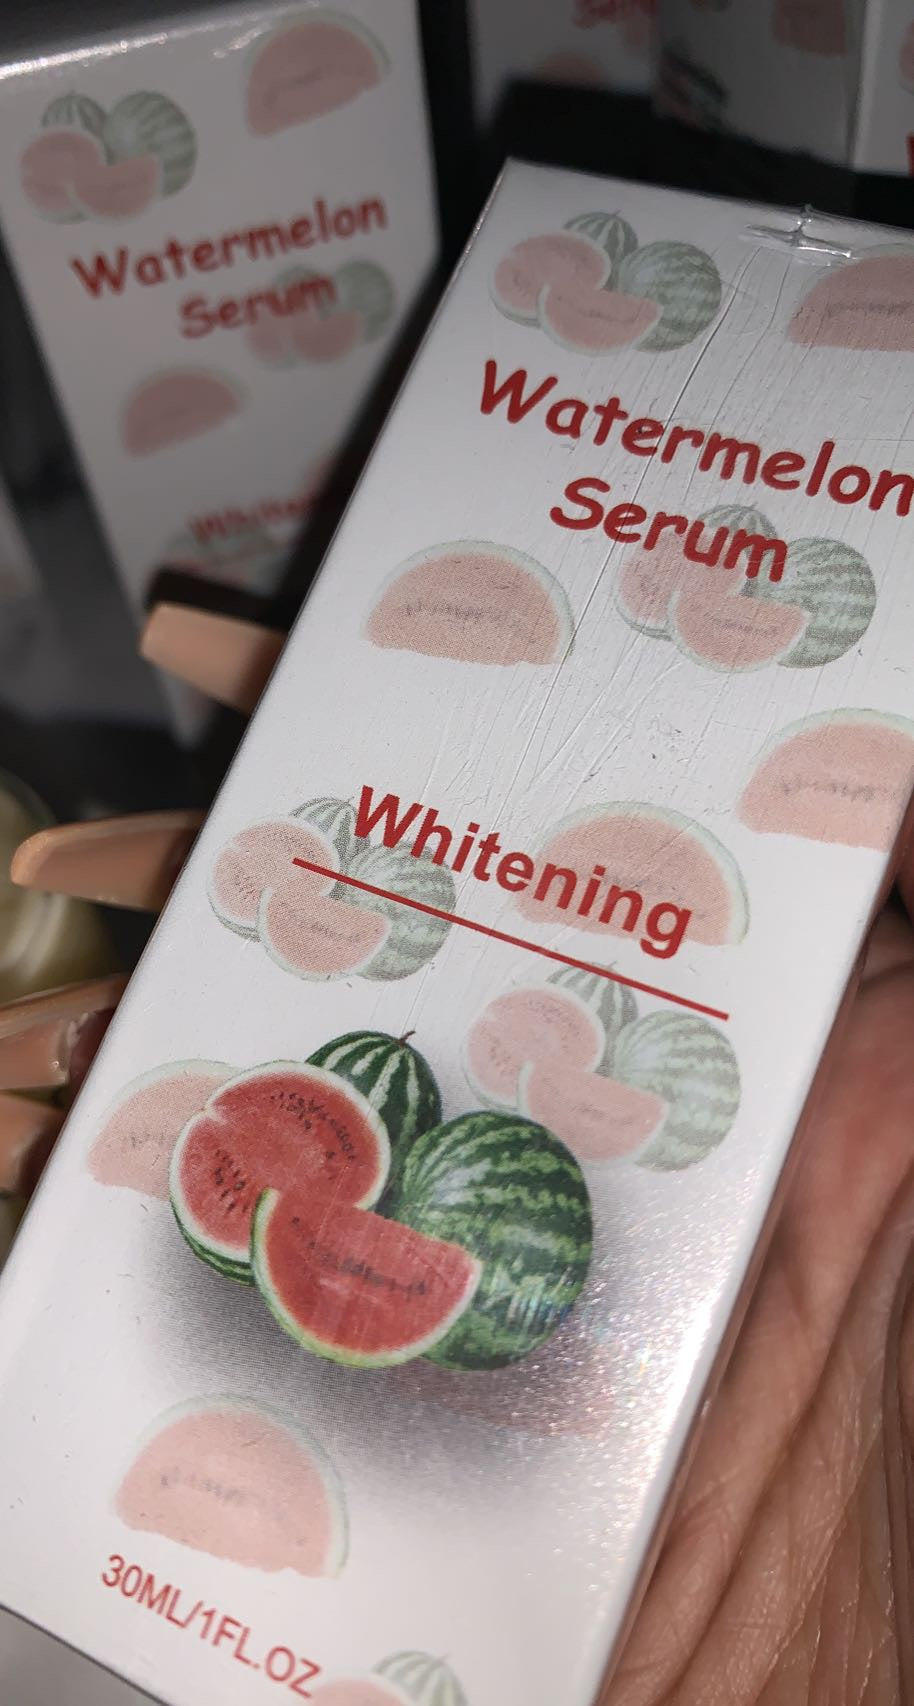 Watermelon
Serum
Watermelon
Serum
Whitening
30ML/1FL.OZ